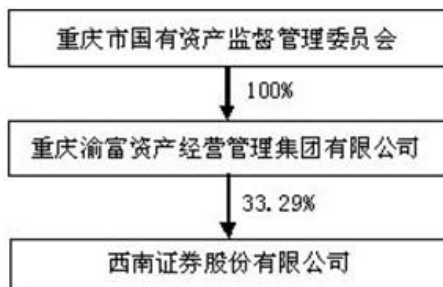 重庆市国有资产监督管理委员会
100%
重庆渝富资产经营管理集团有限公司
33.29%
西南证券股份有限公司